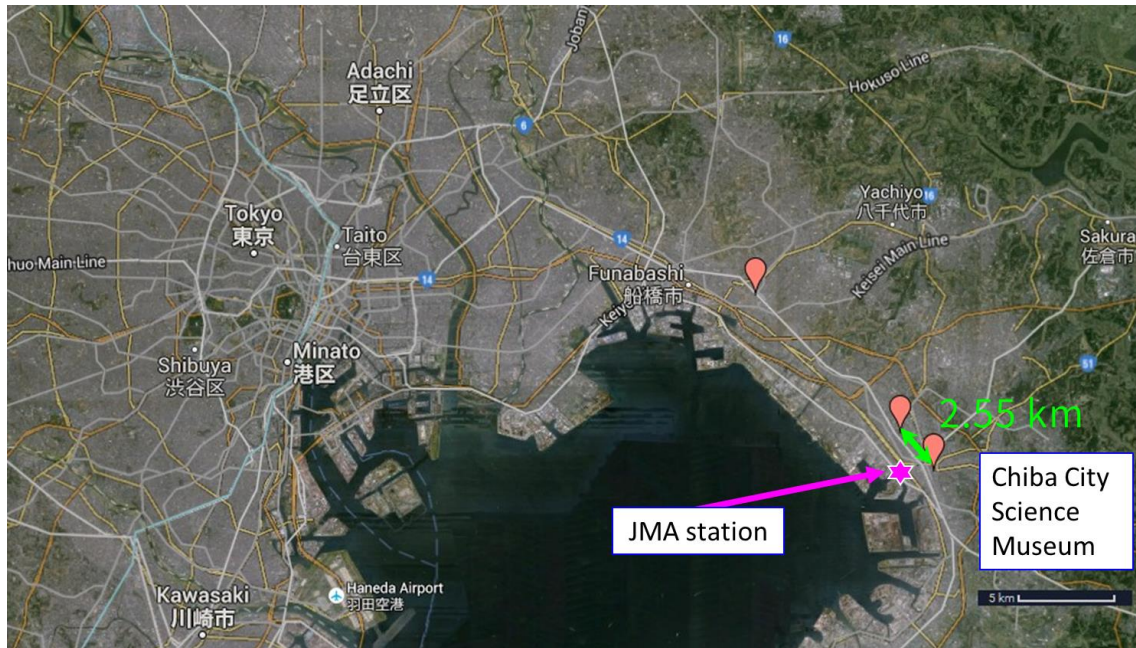 16
Joban
Hokuso Line
Adachi
足立区
6
Yachiyo
八千代市
16
Tokyo
東京
Taito
台東区
14
Sakura
佐倉市
huo Main Line
14
Funabashi
船橋市
Keisei Main Line
Keiyo
Shibuya
渋谷区
Minato
港区
51
2.55 km
Chiba City
Science
Museum
JMA station
Haneda Airport
羽田空港
Kawasaki
川崎市
5 km